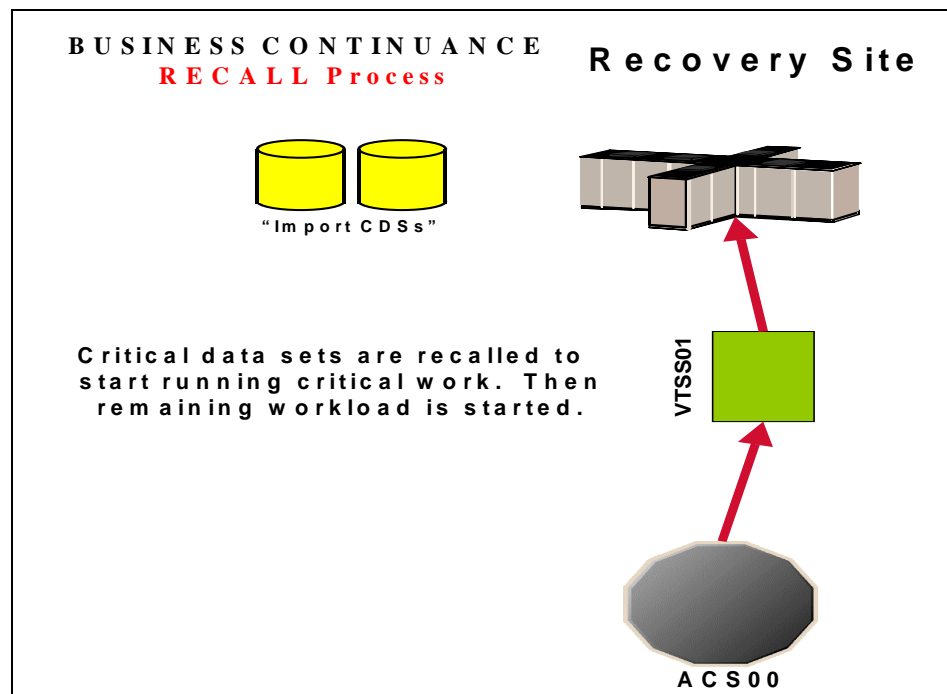 BUSINESS CONTINUANCE
RECALL Process
Recovery Site
“Import CDSs”
Critical data sets are recalled to
start running critical work. Then
remaining workload is started.
VTSS01
ACS00